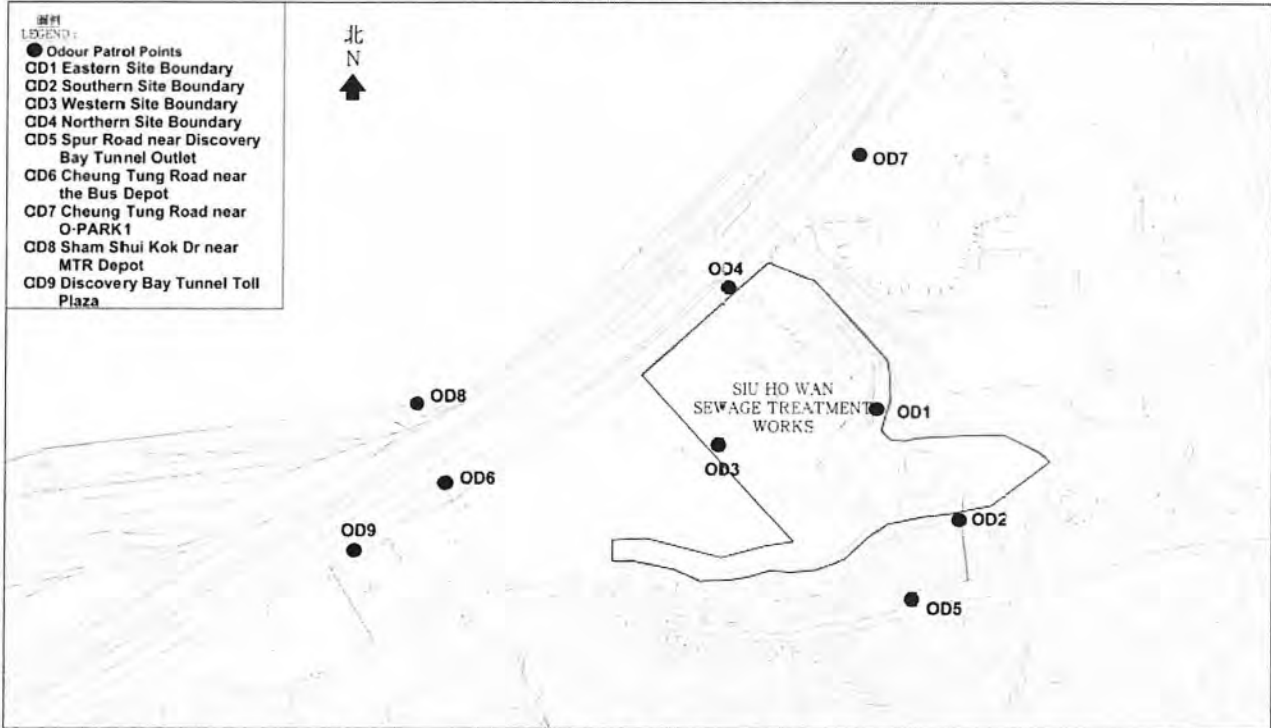 圖例
LEGEND:
Odour Patrol Points
OD1 Eastern Site Boundary
OD2 Southern Site Boundary
OD3 Western Site Boundary
OD4 Northern Site Boundary
OD5 Spur Road near Discovery
Bay Tunnel Outlet
OD6 Cheung Tung Road near
the Bus Depot
OD7 Cheung Tung Road near
O-PARK1
OD8 Sham Shui Kok Dr near
MTR Depot
OD9 Discovery Bay Tunnel Toll
Plaza
北
N
OD7
OD4
SIU HO WAN
SEWAGE TREATMENT
WORKS
OD8
OD1
OD3
OD6
OD2
OD9
OD5